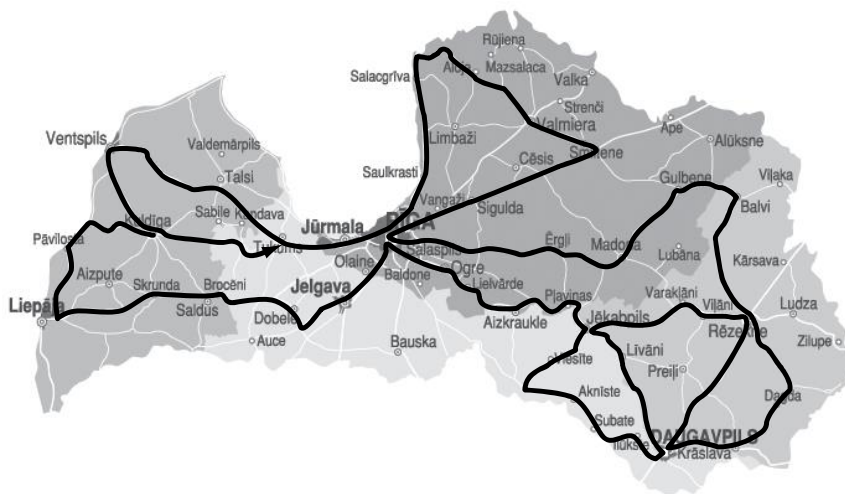 Rūjiena
Mazsalaca
Aloja
Valka
Salacgrīva
Strenči
Ape
Valmiera
Limbaži
Alūksne
Ventspils
Valdemārpils
Smiltene
Cēsis
Saulkrasti
Talsi
Gulbene
Viļaka
Vangaži
Sigulda
Balvi
Sabile
Kandava
Kuldīga
Jūrmala
RĪGA
Pāvilosta
Tukums
Salaspils
Ērgļi
Madona
Lubāna
Olaine
Ogre
Kārsava
Aizpute
Skrunda
Brocēni
Baldone
Lielvārde
Jelgava
Varakļāni
Viļāni
Liepāja
Saldus
Dobele
Pļaviņas
Ludza
Aizkraukle
Jēkabpils
Rēzekne
Auce
Bauska
Līvāni
Zilupe
Viesīte
Preiļi
Aknīste
Dagda
Subate
Ilūkste
DAUGAVPILS
Krāslava